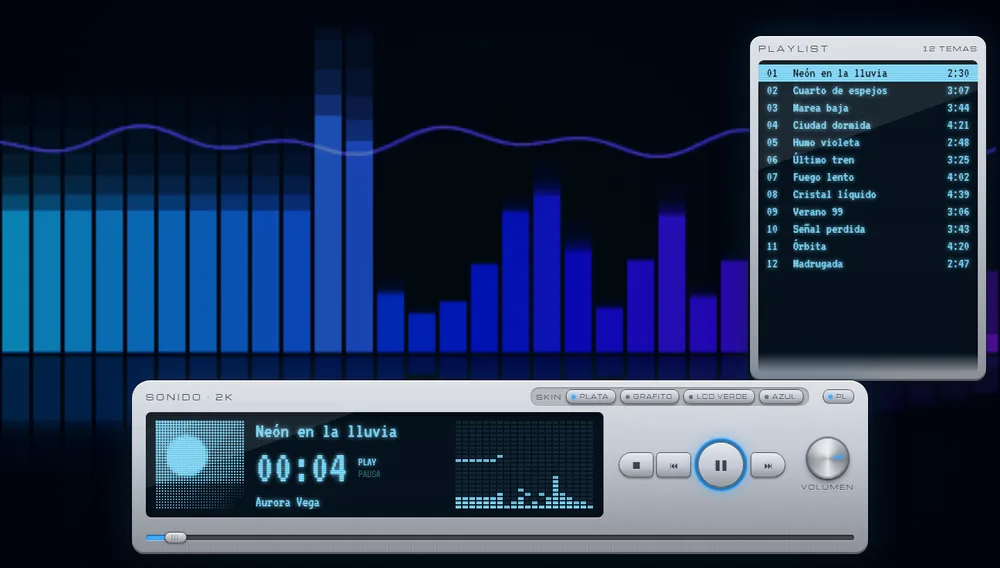 PLAYLIST 12 TEMAS
01 Neón en la lluvia 2:30
02 Cuarto de espejos 3:07
03 Marea baja 3:44
04 Ciudad dormida 4:21
05 Humo violeta 2:48
06 Último tren 3:25
07 Fuego lento 4:02
08 Cristal líquido 4:39
09 Verano 99 3:06
10 Señal perdida 3:43
11 Órbita 4:20
12 Madrugada 2:47
SONIDO · 2K
SKIN PLATA GRAFITO LCD VERDE AZUL PL
Neón en la lluvia
00:04 PLAY
PAUSA
Aurora Vega
VOLUMEN